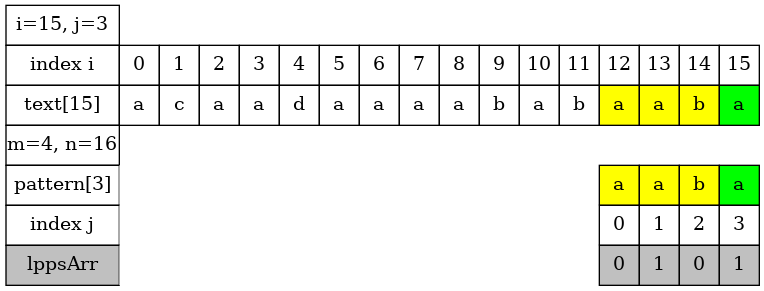 i=15, j=3
index i 0 1 2 3 4 5 6 7 8 9 10 11 12 13 14 15
text[15] a c a a d a a a a b a b a a b a
m=4, n=16
pattern[3] a a b a
index j 0 1 2 3
lppsArr 0 1 0 1